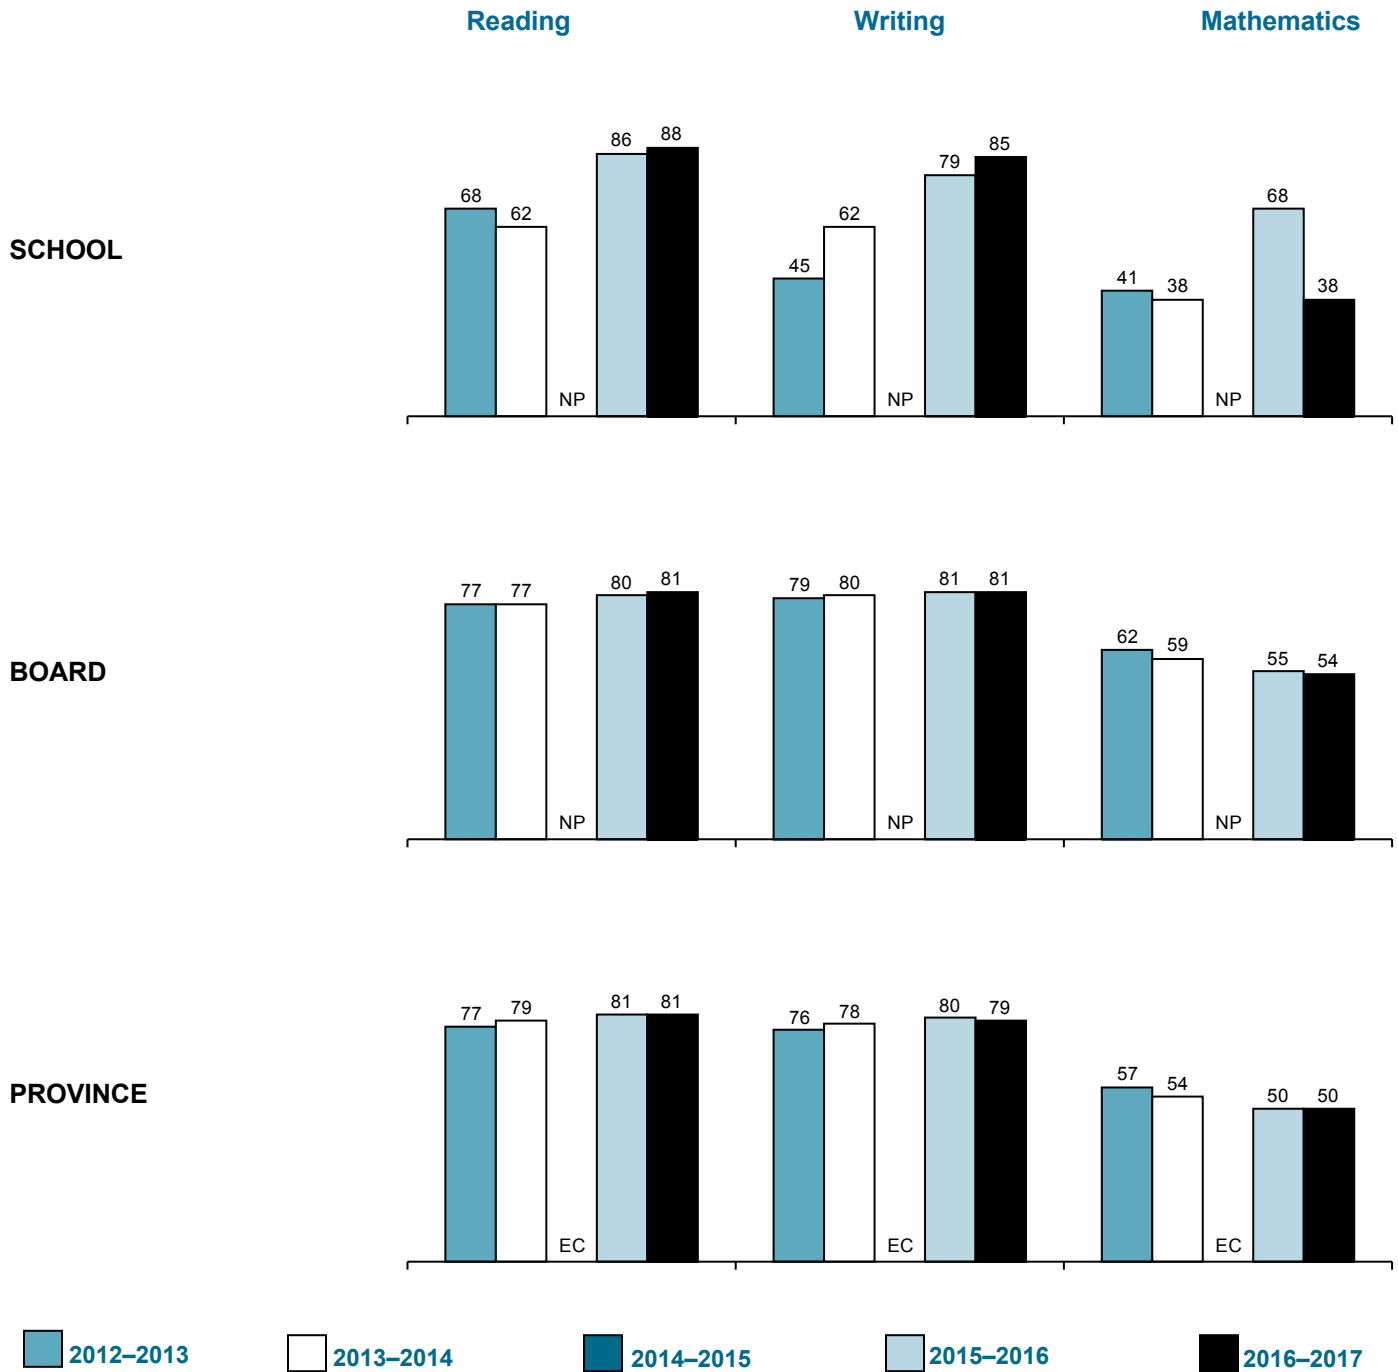 Reading Writing Mathematics
SCHOOL
68 62 NP 86 88 45 62 NP 79 85 41 38 NP 68 38
BOARD
77 77 NP 80 81 79 80 NP 81 81 62 59 NP 55 54
PROVINCE
77 79 EC 81 81 76 78 EC 80 79 57 54 EC 50 50
2012–2013 2013–2014 2014–2015 2015–2016 2016–2017